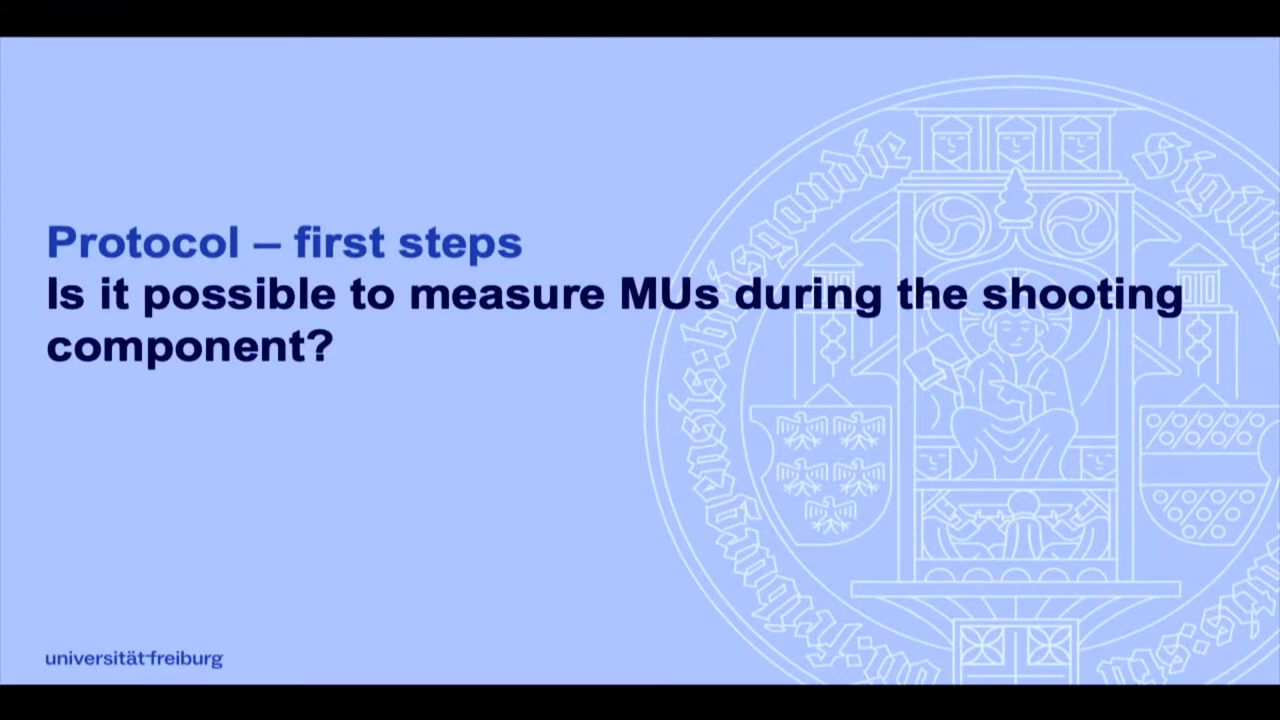 Protocol – first steps
Is it possible to measure MUs during the shooting
component?
universität freiburg